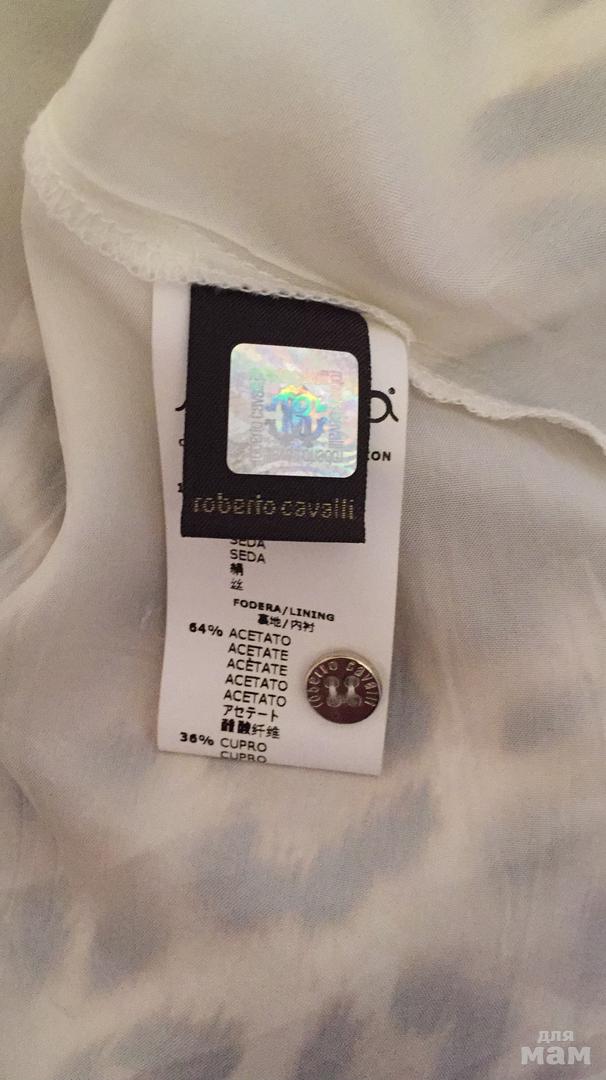 roberto cavalli
SEDA
SEDA
絹
丝
FODERA/LINING
裏地/内衬
64% ACETATO
ACETATE
ACÉTATE
ACETATO
ACETATO
アセテート
醋酸纤维
36% CUPRO
CUPRO
roberto cavalli
для
мам